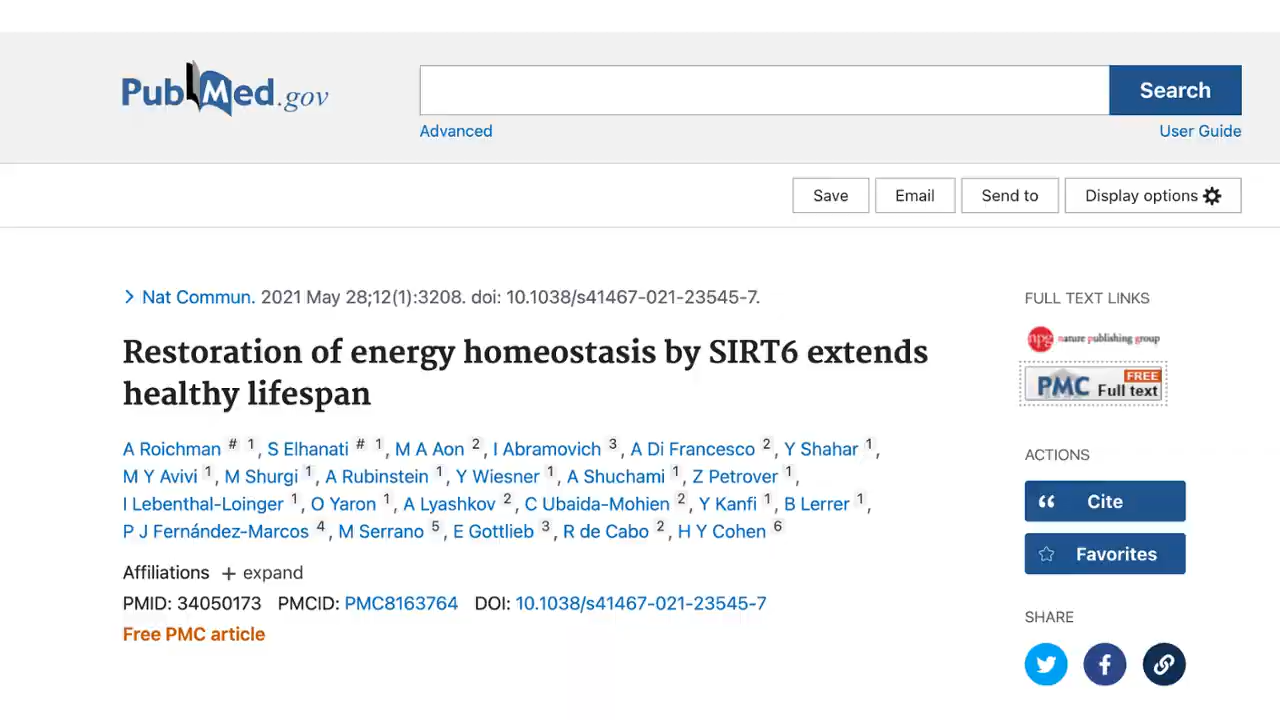 PubMed.gov
Search
Advanced
User Guide
Save
Email
Send to
Display options
Nat Commun. 2021 May 28;12(1):3208. doi: 10.1038/s41467-021-23545-7.
Restoration of energy homeostasis by SIRT6 extends
healthy lifespan
A Roichman # 1, S Elhanati # 1, M A Aon 2, I Abramovich 3, A Di Francesco 2, Y Shahar 1,
M Y Avivi 1, M Shurgi 1, A Rubinstein 1, Y Wiesner 1, A Shuchami 1, Z Petrover 1,
I Lebenthal-Loinger 1, O Yaron 1, A Lyashkov 2, C Ubaida-Mohien 2, Y Kanfi 1, B Lerrer 1,
P J Fernández-Marcos 4, M Serrano 5, E Gottlieb 3, R de Cabo 2, H Y Cohen 6
Affiliations + expand
PMID: 34050173 PMCID: PMC8163764 DOI: 10.1038/s41467-021-23545-7
Free PMC article
FULL TEXT LINKS
npg nature publishing group
PMC FREE Full text
ACTIONS
Cite
Favorites
SHARE